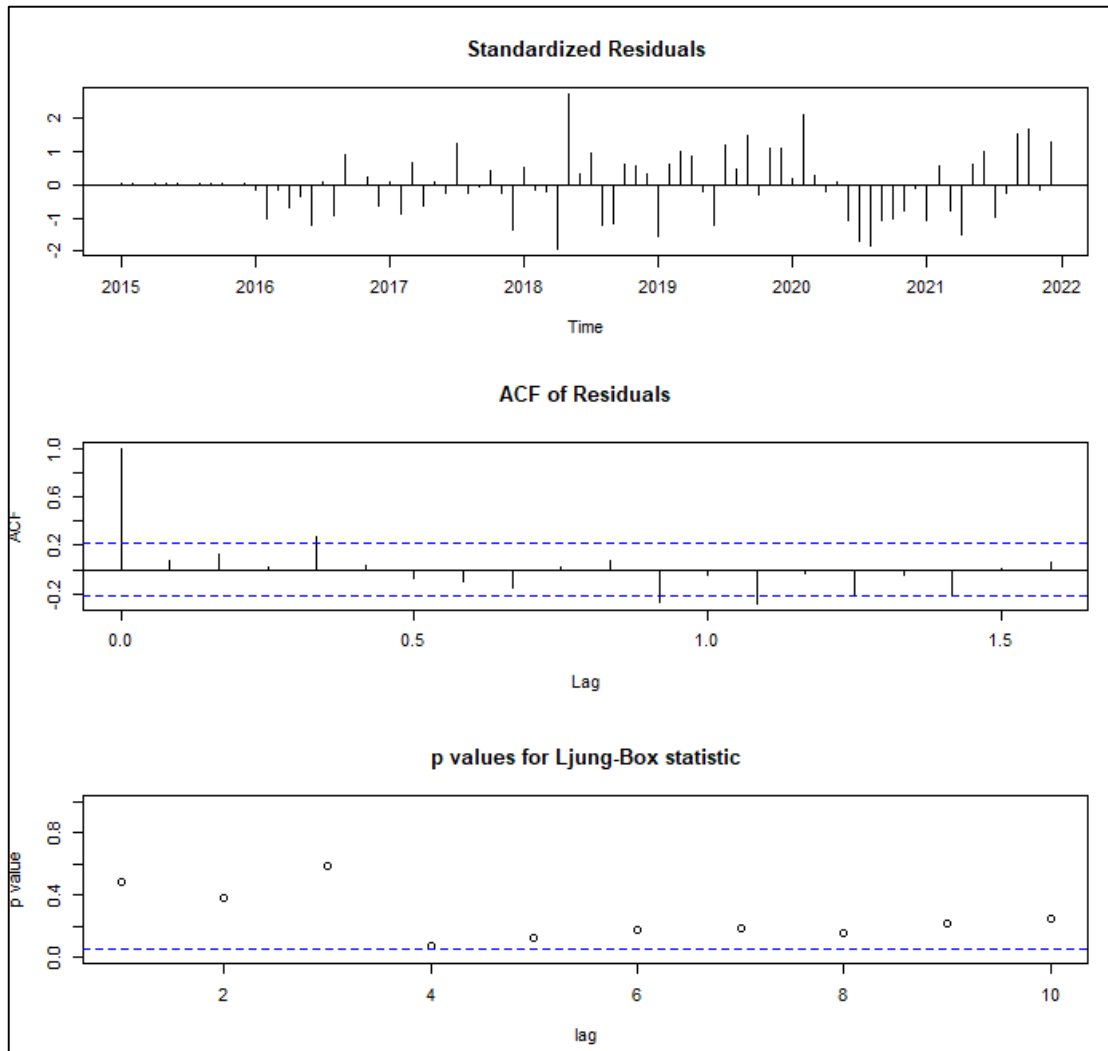 Standardized Residuals
2
1
0
-1
-2
2015 2016 2017 2018 2019 2020 2021 2022
Time
ACF of Residuals
1.0
0.6
0.2
-0.2
ACF
0.0 0.5 1.0 1.5
Lag
p values for Ljung-Box statistic
0.8
0.4
0.0
p value
2 4 6 8 10
lag